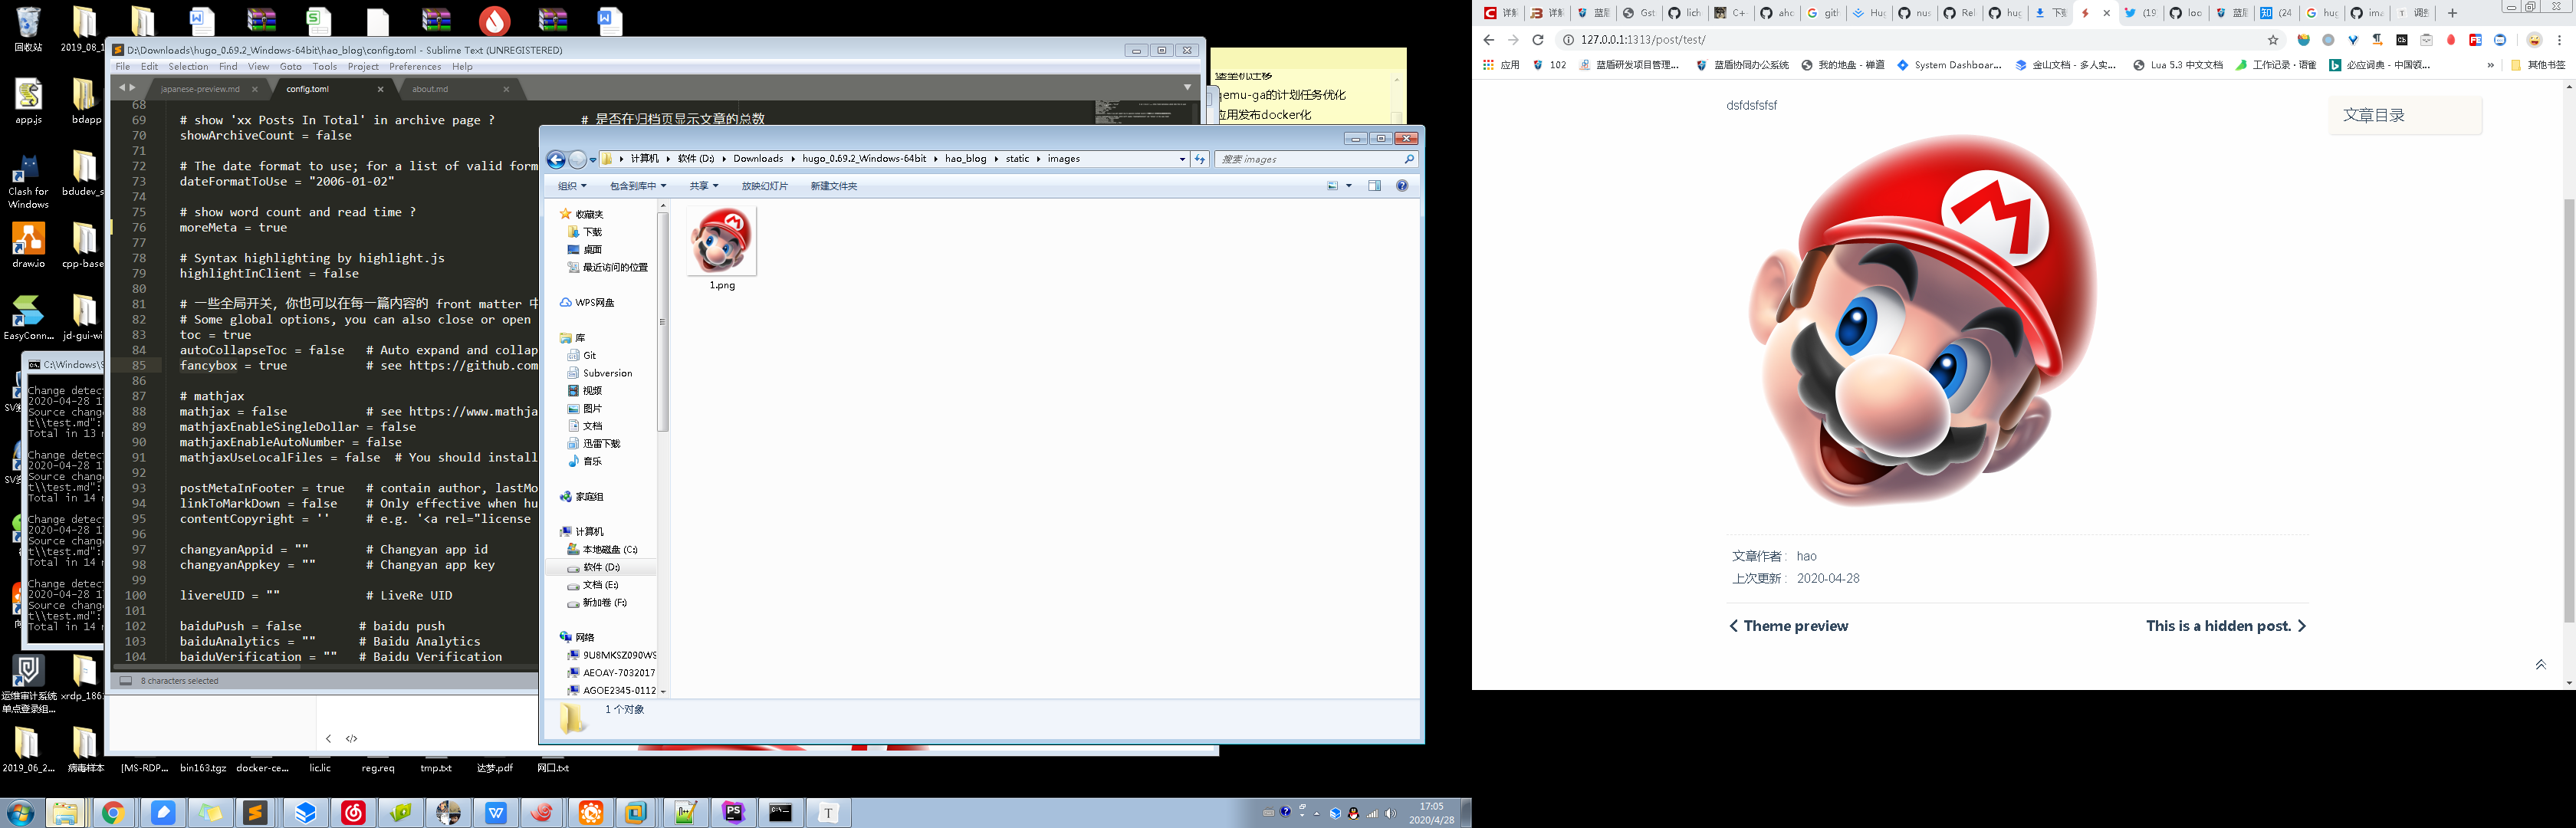 回收站
2019_08_1
app.js
bdapp
Clash for
Windows
bdudev_s
draw.io
cpp-base
EasyConn...
jd-gui-wi
运维审计系统
单点登录组...
xrdp_186
2019_06_2...
病毒样本
[MS-RDP...
bin163.tgz
docker-ce...
lic.lic
reg.req
tmp.txt
达梦.pdf
网口.txt
D:\Downloads\hugo_0.69.2_Windows-64bit\hao_blog\config.toml - Sublime Text (UNREGISTERED)
File Edit Selection Find View Goto Tools Project Preferences Help
japanese-preview.md
config.toml
about.md
68
69 # show 'xx Posts In Total' in archive page ? # 是否在归档页显示文章的总数
70 showArchiveCount = false
71
72 # The date format to use; for a list of valid form
73 dateFormatToUse = "2006-01-02"
74
75 # show word count and read time ?
76 moreMeta = true
77
78 # Syntax highlighting by highlight.js
79 highlightInClient = false
80
81 # 一些全局开关，你也可以在每一篇内容的 front matter 中
82 # Some global options, you can also close or open
83 toc = true
84 autoCollapseToc = false # Auto expand and collap
85 fancybox = true # see https://github.com
86
87 # mathjax
88 mathjax = false # see https://www.mathja
89 mathjaxEnableSingleDollar = false
90 mathjaxEnableAutoNumber = false
91 mathjaxUseLocalFiles = false # You should install
92
93 postMetaInFooter = true # contain author, lastMo
94 linkToMarkDown = false # Only effective when hu
95 contentCopyright = '' # e.g. '<a rel="license
96
97 changyanAppid = "" # Changyan app id
98 changyanAppkey = "" # Changyan app key
99
100 livereUID = "" # LiveRe UID
101
102 baiduPush = false # baidu push
103 baiduAnalytics = "" # Baidu Analytics
104 baiduVerification = "" # Baidu Verification
8 characters selected
C:\Windows\S
Change detect
2020-04-28 1
Source chang
t\\test.md":
Total in 13 m
Change detect
2020-04-28 1
Source chang
t\\test.md":
Total in 14 m
Change detect
2020-04-28 1
Source chang
t\\test.md":
Total in 14 m
Change detect
2020-04-28 1
Source chang
t\\test.md":
Total in 14 m
堡垒机迁移
qemu-ga的计划任务优化
应用发布docker化
计算机 软件 (D:) Downloads hugo_0.69.2_Windows-64bit hao_blog static images
搜索 images
组织 包含到库中 共享 放映幻灯片 新建文件夹
收藏夹
下载
桌面
最近访问的位置
WPS网盘
库
Git
Subversion
视频
图片
文档
迅雷下载
音乐
家庭组
计算机
本地磁盘 (C:)
软件 (D:)
文档 (E:)
新加卷 (F:)
网络
9U8MKSZ090WS
AEOAY-7032017
AGOE2345-0112
1.png
1 个对象
17:05
2020/4/28
127.0.0.1:1313/post/test/
应用 102 蓝盾研发项目管理... 蓝盾协同办公系统 我的地盘 - 禅道 System Dashboar... 金山文档 - 多人实... Lua 5.3 中文文档 工作记录 · 语雀 必应词典 - 中国领... » 其他书签
dsfdsfsfsf
文章目录
文章作者： hao
上次更新： 2020-04-28
Theme preview
This is a hidden post.